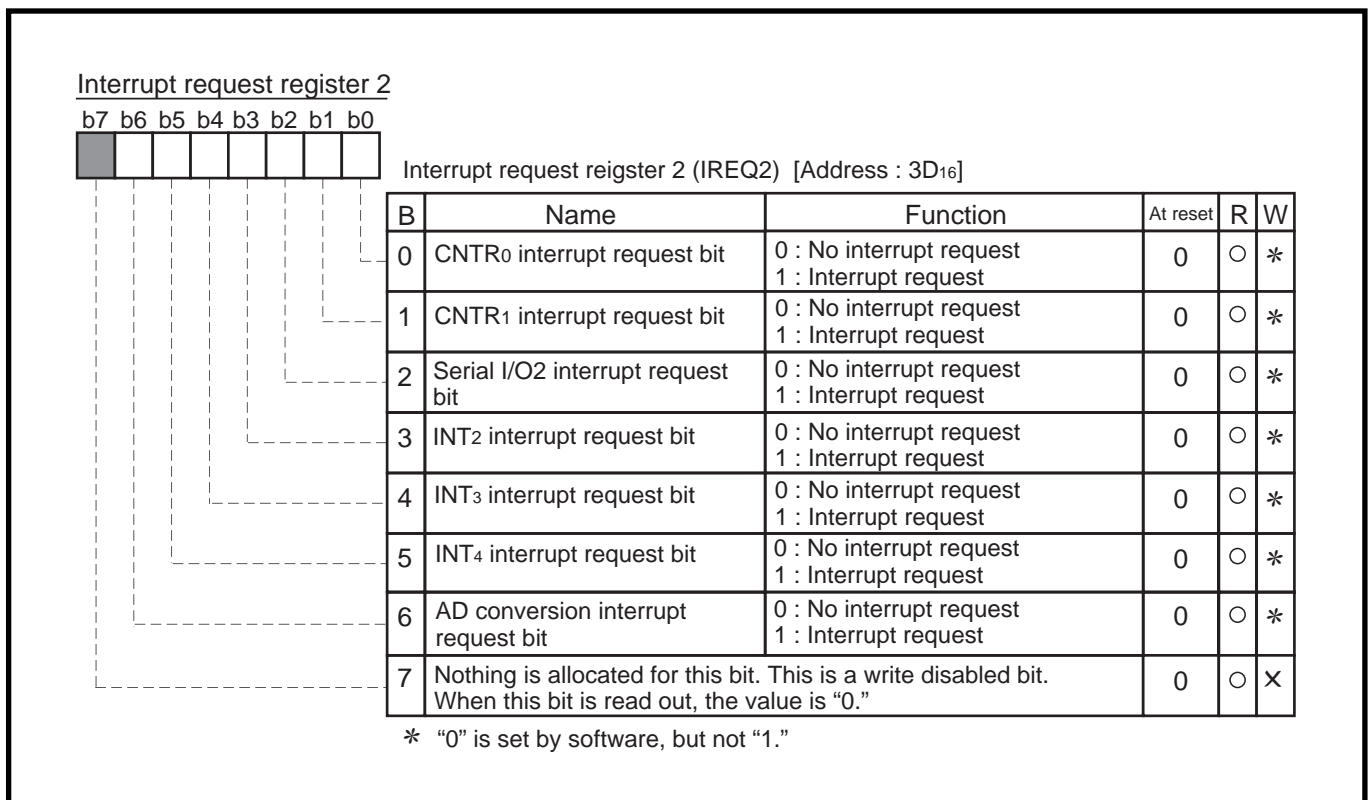 Interrupt request register 2
b7 b6 b5 b4 b3 b2 b1 b0
Interrupt request reigster 2 (IREQ2) [Address : 3D16]
B Name Function At reset R W
0 CNTR0 interrupt request bit 0 : No interrupt request 0 ○ *
1 : Interrupt request
1 CNTR1 interrupt request bit 0 : No interrupt request 0 ○ *
1 : Interrupt request
2 Serial I/O2 interrupt request 0 : No interrupt request 0 ○ *
bit 1 : Interrupt request
3 INT2 interrupt request bit 0 : No interrupt request 0 ○ *
1 : Interrupt request
4 INT3 interrupt request bit 0 : No interrupt request 0 ○ *
1 : Interrupt request
5 INT4 interrupt request bit 0 : No interrupt request 0 ○ *
1 : Interrupt request
6 AD conversion interrupt 0 : No interrupt request 0 ○ *
request bit 1 : Interrupt request
7 Nothing is allocated for this bit. This is a write disabled bit. 0 ○ ×
When this bit is read out, the value is “0.”
* “0” is set by software, but not “1.”